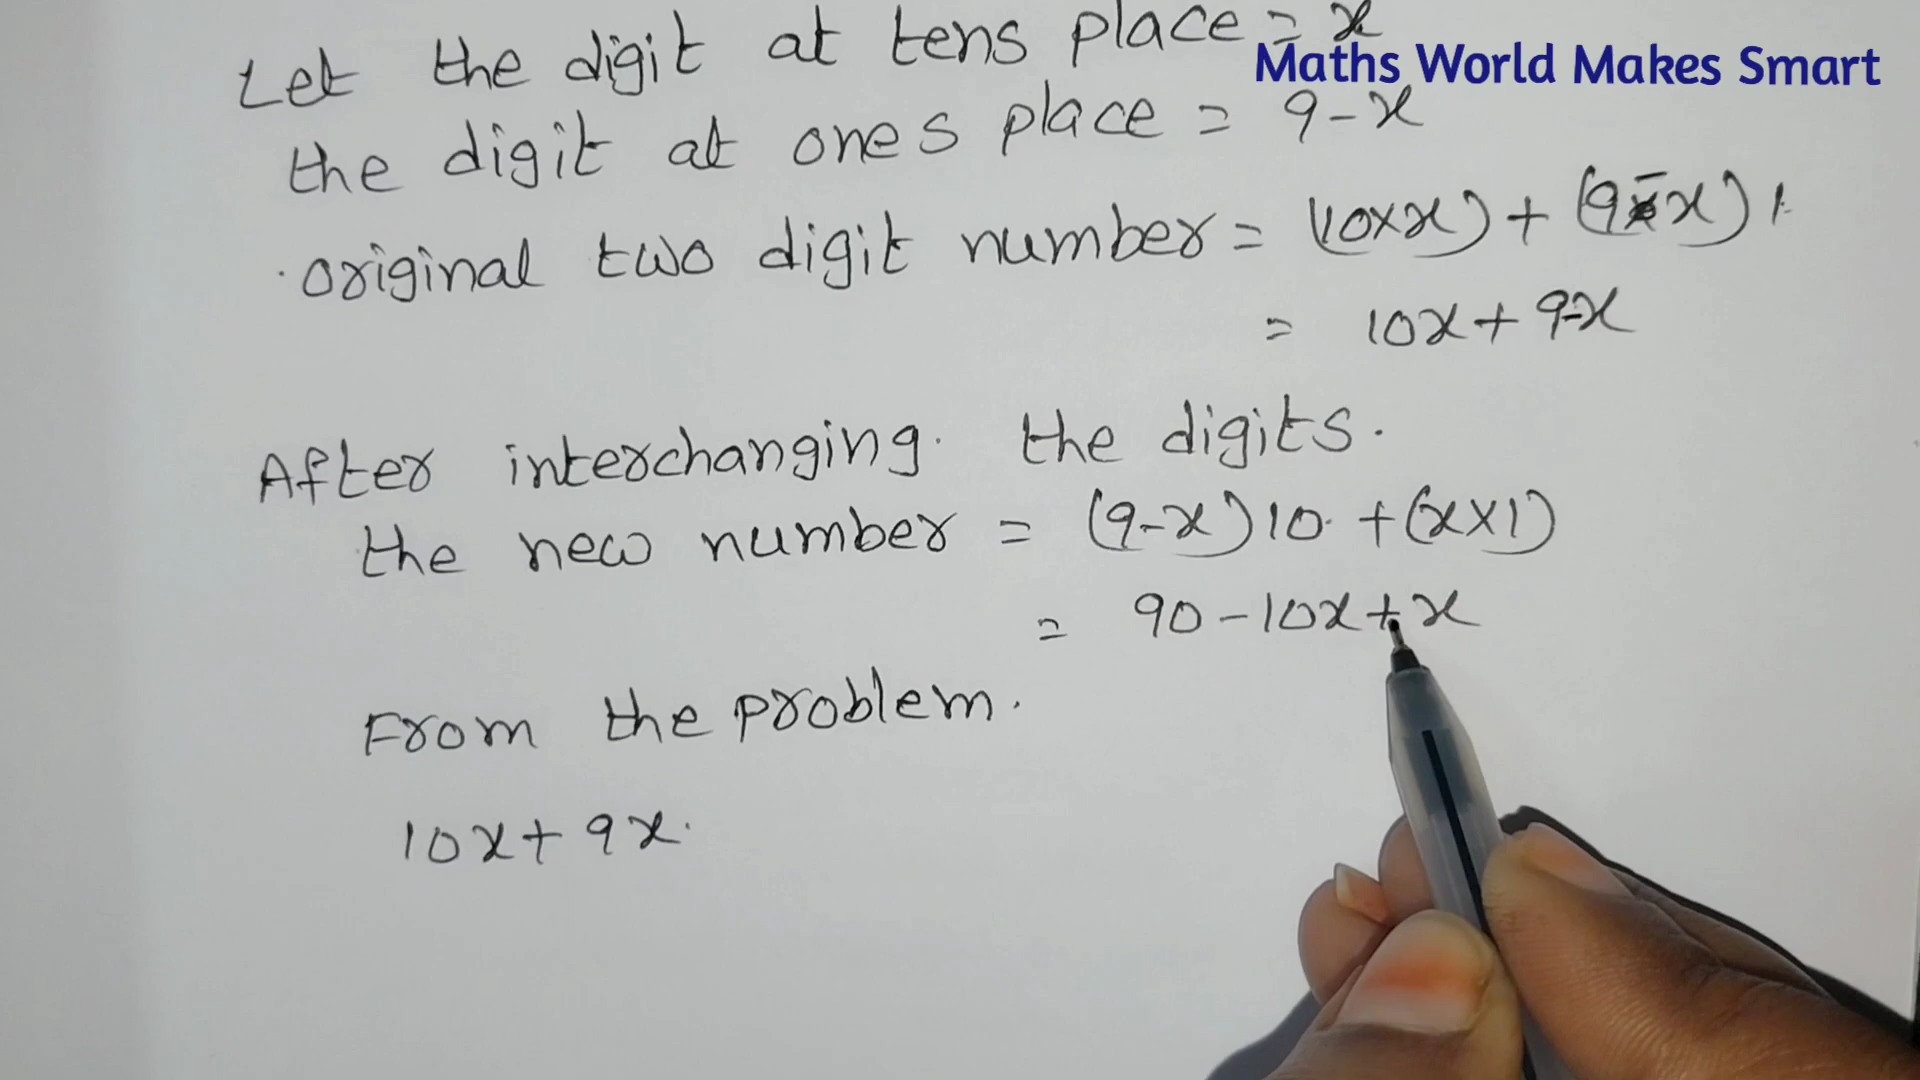 Let the digit at tens place = x
Maths World Makes Smart
the digit at ones place = 9-x
original two digit number = (10×x) + (9-x) 1
= 10x + 9-x
After interchanging. the digits.
the new number = (9-x)10 + (x×1)
= 90 - 10x + x
From the problem.
10x + 9x.